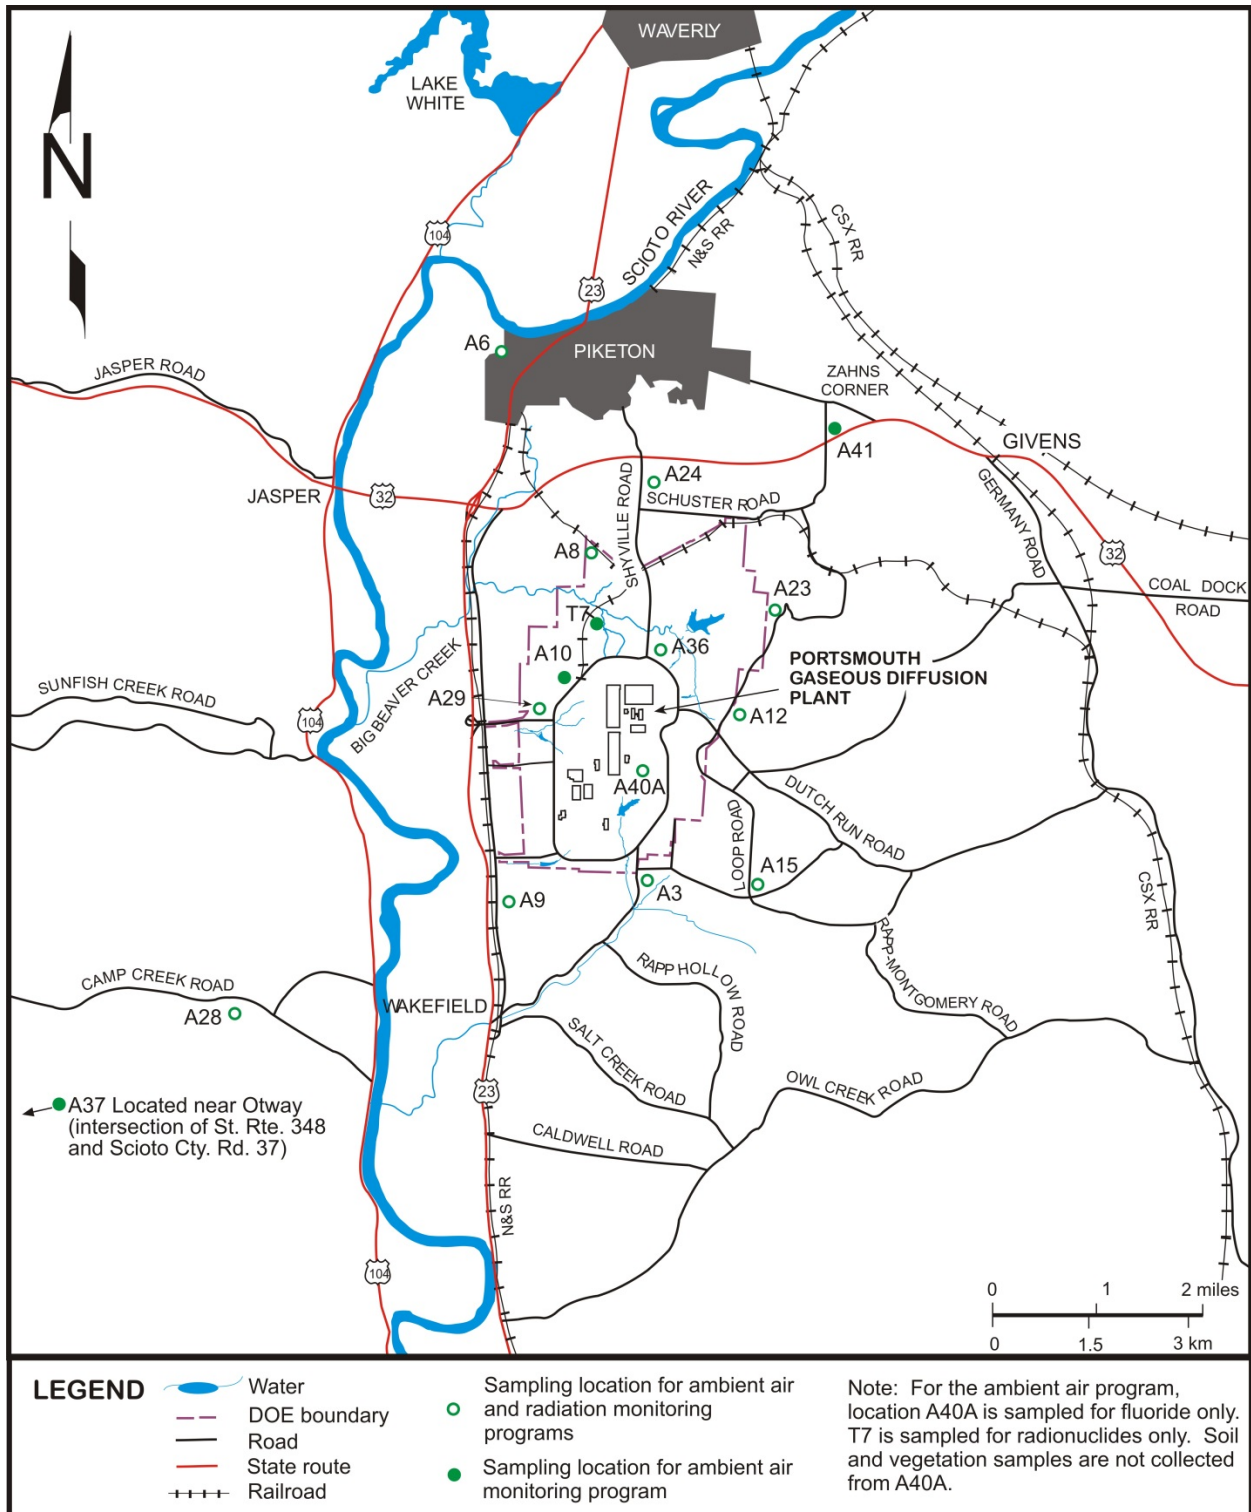 WAVERLY
LAKE
WHITE
N
104
SCIOTO RIVER
N&S RR
CSX RR
23
A6
PIKETON
JASPER ROAD
ZAHNS
CORNER
A41
GIVENS
A24
SCHUSTER ROAD
JASPER
32
SHYVILLE ROAD
GERMANY ROAD
A8
32
COAL DOCK
ROAD
A23
T7
A36
A10
PORTSMOUTH
GASEOUS DIFFUSION
PLANT
SUNFISH CREEK ROAD
BIG BEAVER CREEK
A29
104
A12
A40A
DUTCH RUN ROAD
LOOP ROAD
A15
A3
A9
CSX RR
RAPP-MONTGOMERY ROAD
RAPP HOLLOW ROAD
CAMP CREEK ROAD
A28
WAKEFIELD
SALT CREEK ROAD
OWL CREEK ROAD
23
A37 Located near Otway
(intersection of St. Rte. 348
and Scioto Cty. Rd. 37)
CALDWELL ROAD
N&S RR
104
0 1 2 miles
0 1.5 3 km
LEGEND
Water
DOE boundary
Road
State route
Railroad
Sampling location for ambient air
and radiation monitoring
programs
Sampling location for ambient air
monitoring program
Note: For the ambient air program,
location A40A is sampled for fluoride only.
T7 is sampled for radionuclides only. Soil
and vegetation samples are not collected
from A40A.